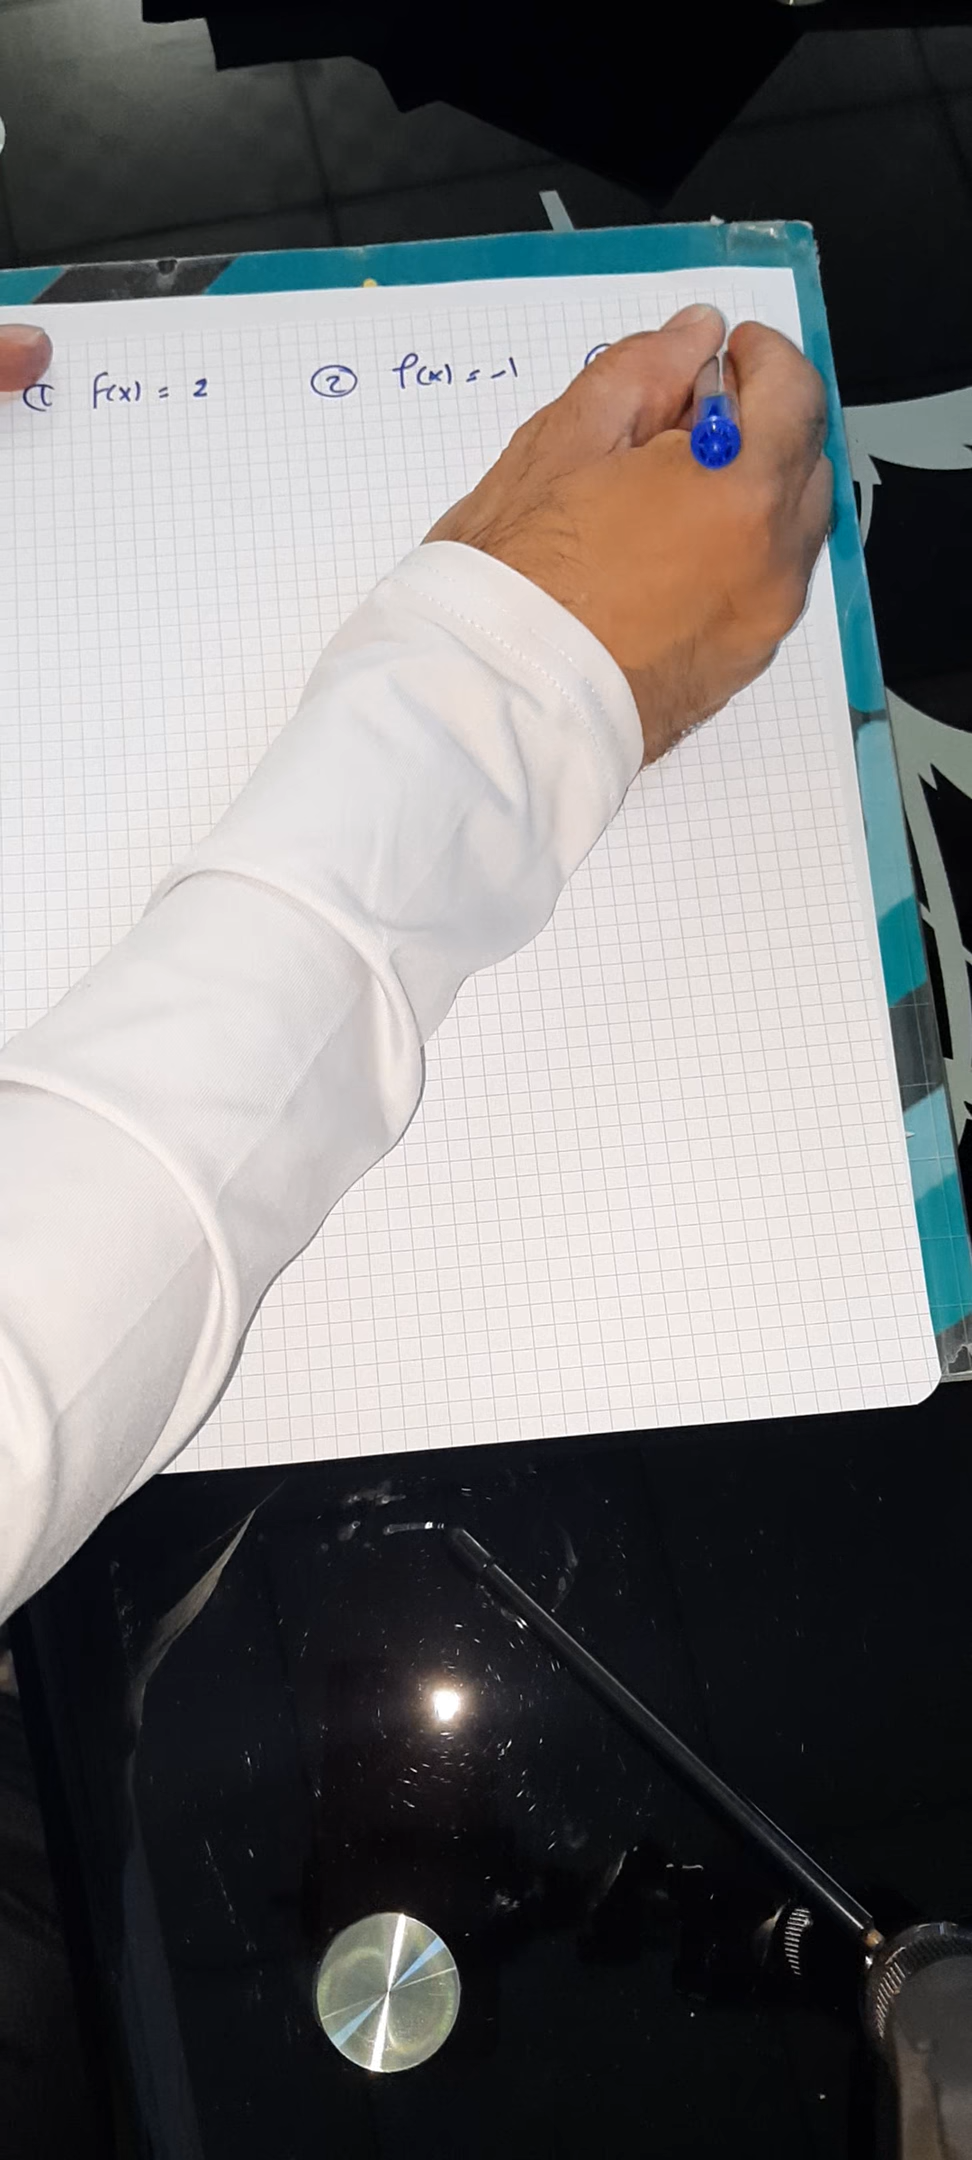 ① f(x) = 2 ② f(x) = -1